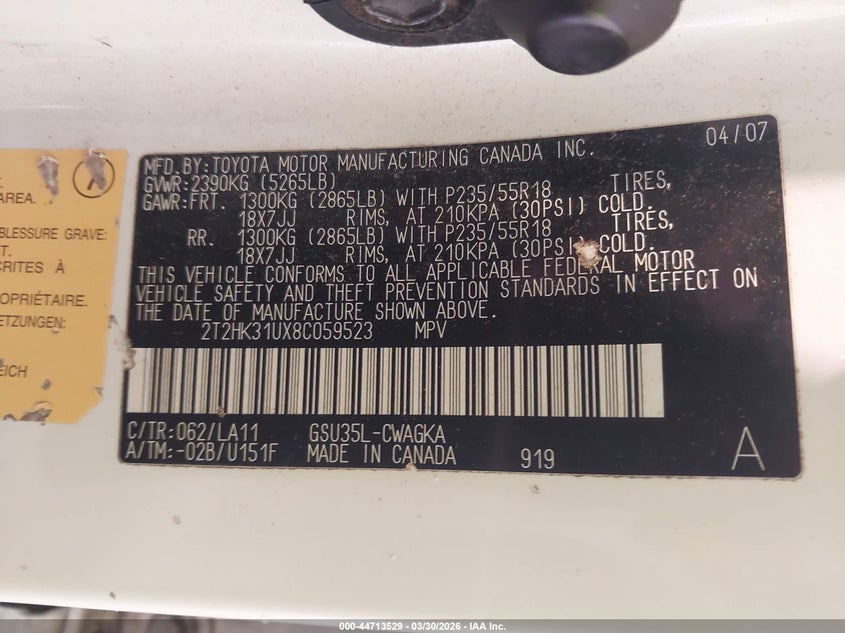 04/07
MFD.BY:TOYOTA MOTOR MANUFACTURING CANADA INC.
GVWR:2390KG (5265LB)
GAWR:FRT. 1300KG (2865LB) WITH P235/55R18 TIRES,
18X7JJ RIMS, AT 210KPA (30PSI) COLD.
RR. 1300KG (2865LB) WITH P235/55R18 TIRES,
18X7JJ RIMS, AT 210KPA (30PSI) COLD.
THIS VEHICLE CONFORMS TO ALL APPLICABLE FEDERAL MOTOR
VEHICLE SAFETY AND THEFT PREVENTION STANDARDS IN EFFECT ON
THE DATE OF MANUFACTURE SHOWN ABOVE.
2T2HK31UX8C059523 MPV
C/TR:062/LA11 GSU35L-CWAGKA
A/TM:-02B/U151F MADE IN CANADA 919 A
AREA.
BLESSURE GRAVE:
T.
CRITES À
OPRIÉTAIRE.
ETZUNGEN:
EICH
000-44713529 - 03/30/2026 - IAA Inc.